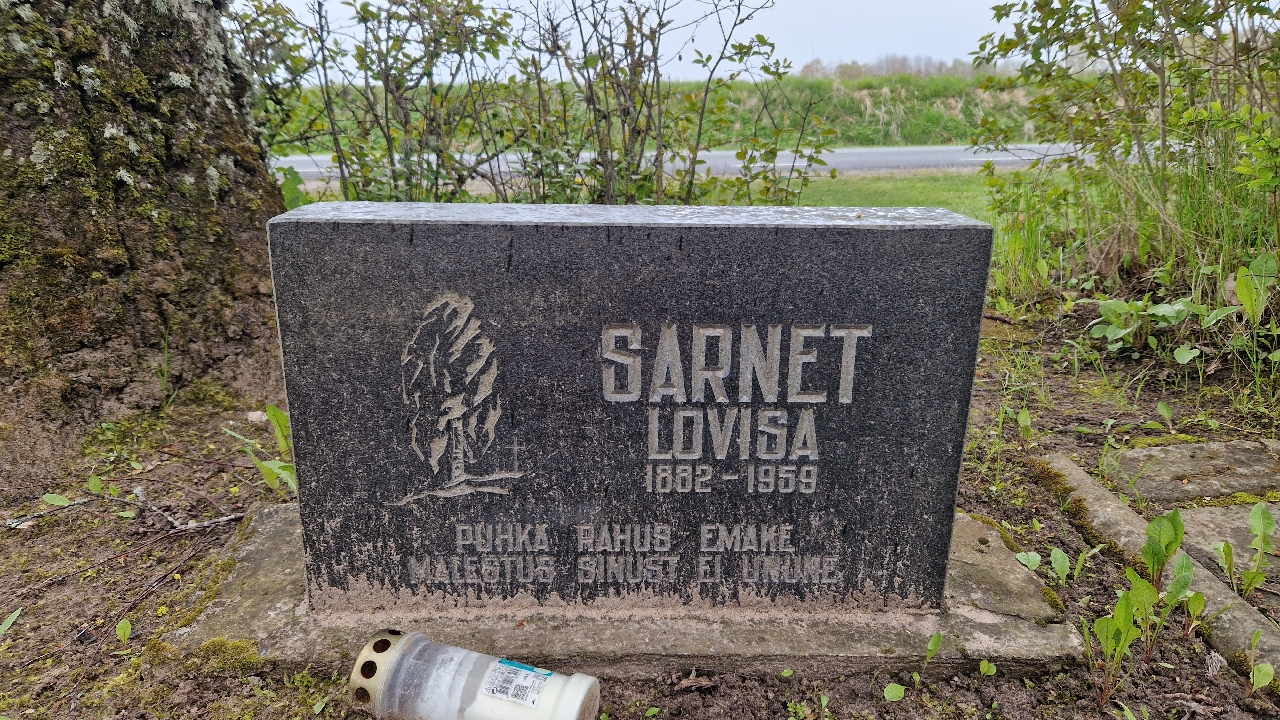 SARNET
LOVISA
1882-1959
PUHKA RAHUS EMAKE
MALESTUS SINUST EI UNUNE